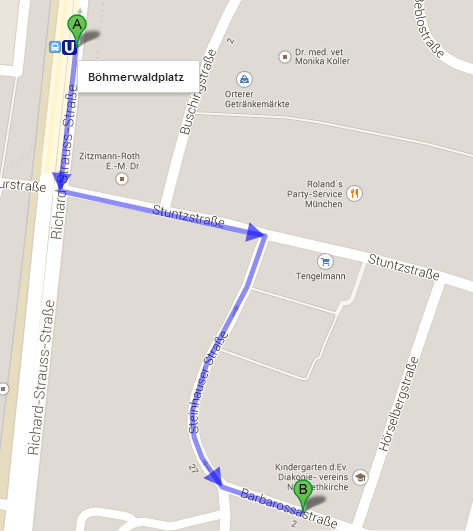 A
U
Böhmerwaldplatz
Richard-Strauss-Straße
Buschingstraße
2
Dr. med. vet.
Monika Koller
Orterer
Getränkemärkte
Zitzmann-Roth
E.-M. Dr
urstraße
Stuntzstraße
Roland´s
Party-Service
München
Tengelmann
Stuntzstraße
Richard-Strauss-Straße
Steinhauser Straße
Hörselbergstraße
27
Kindergarten d.Ev.
Diakonie- vereins
B
Barbarossastraße
2